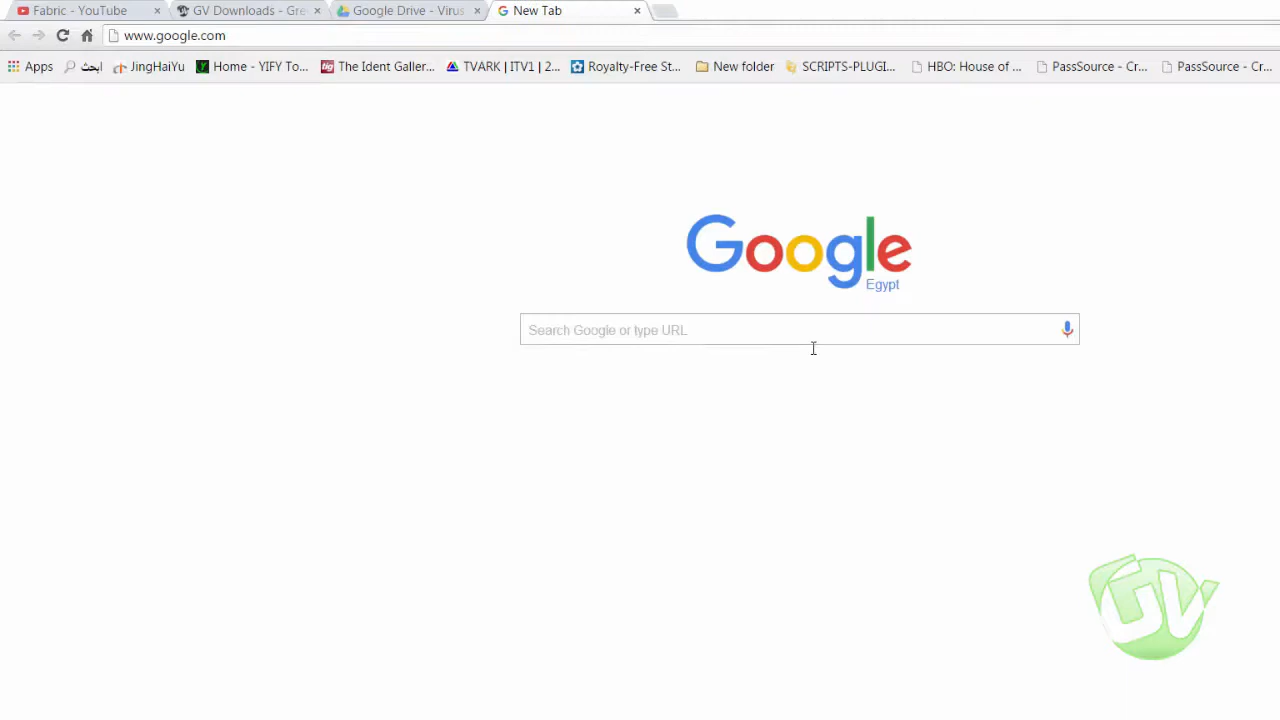 Fabric - YouTube
GV Downloads - Gre
Google Drive - Virus
New Tab
www.google.com
Apps
ابحث
JingHaiYu
Home - YIFY To...
The Ident Galler...
TVARK | ITV1 | 2...
Royalty-Free St...
New folder
SCRIPTS-PLUGI...
HBO: House of ...
PassSource - Cr...
PassSource - Cr...
Google
Egypt
Search Google or type URL
GV